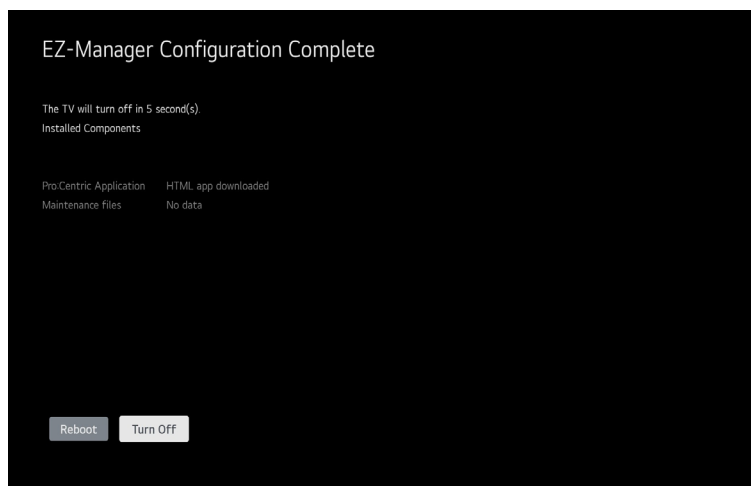 EZ-Manager Configuration Complete
The TV will turn off in 5 second(s).
Installed Components
Pro:Centric Application HTML app downloaded
Maintenance files No data
Reboot Turn Off